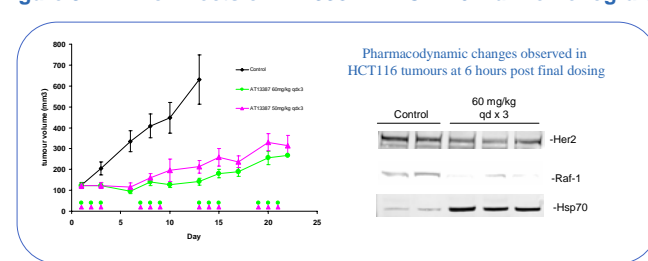 800
700
600
500
400
300
200
100
0
tumour volume (mm3)
0
5
10
15
20
25
Day
Control
AT13387 60mg/kg qdx3
AT13387 50mg/kg qdx3
Pharmacodynamic changes observed in
HCT116 tumours at 6 hours post final dosing
Control
60 mg/kg
qd x 3
-Her2
-Raf-1
-Hsp70